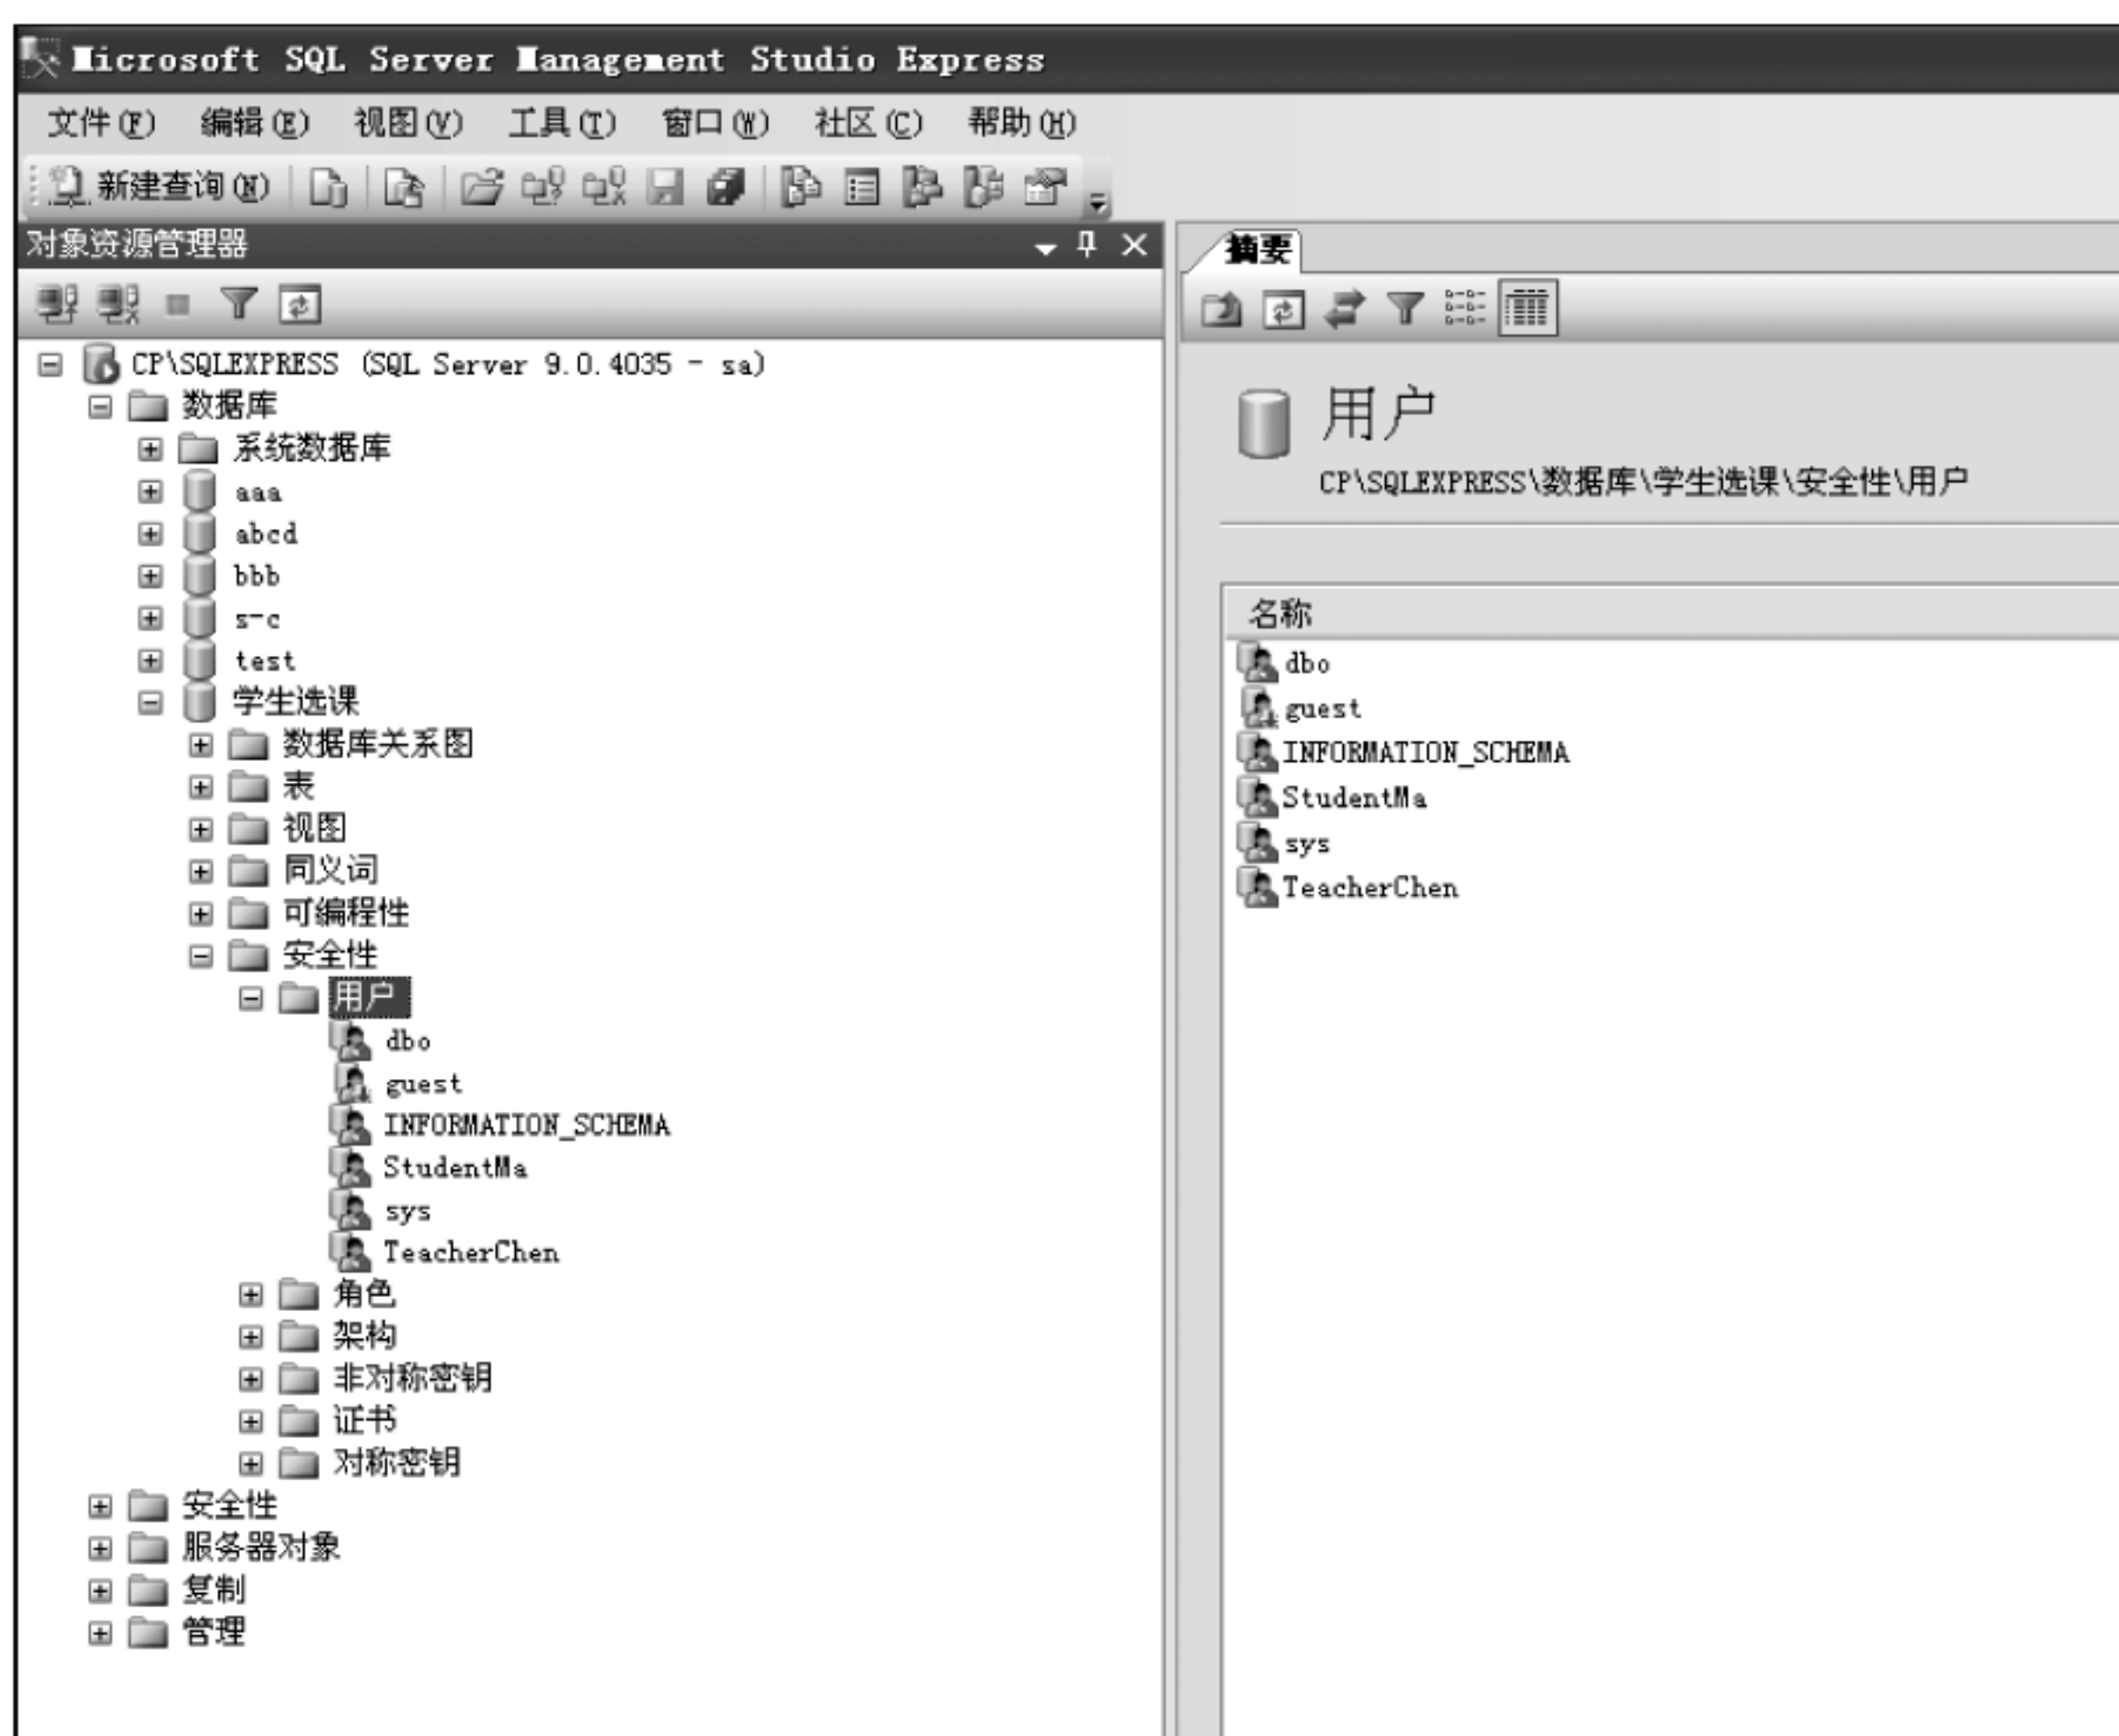 Microsoft SQL Server Management Studio Express
文件(F) 编辑(E) 视图(V) 工具(T) 窗口(W) 社区(C) 帮助(H)
新建查询(N)
对象资源管理器
CP\SQLEXPRESS (SQL Server 9.0.4035 - sa)
数据库
系统数据库
aaa
abcd
bbb
s-c
test
学生选课
数据库关系图
表
视图
同义词
可编程性
安全性
用户
dbo
guest
INFORMATION_SCHEMA
StudentMa
sys
TeacherChen
角色
架构
非对称密钥
证书
对称密钥
安全性
服务器对象
复制
管理
摘要
用户
CP\SQLEXPRESS\数据库\学生选课\安全性\用户
名称
dbo
guest
INFORMATION_SCHEMA
StudentMa
sys
TeacherChen